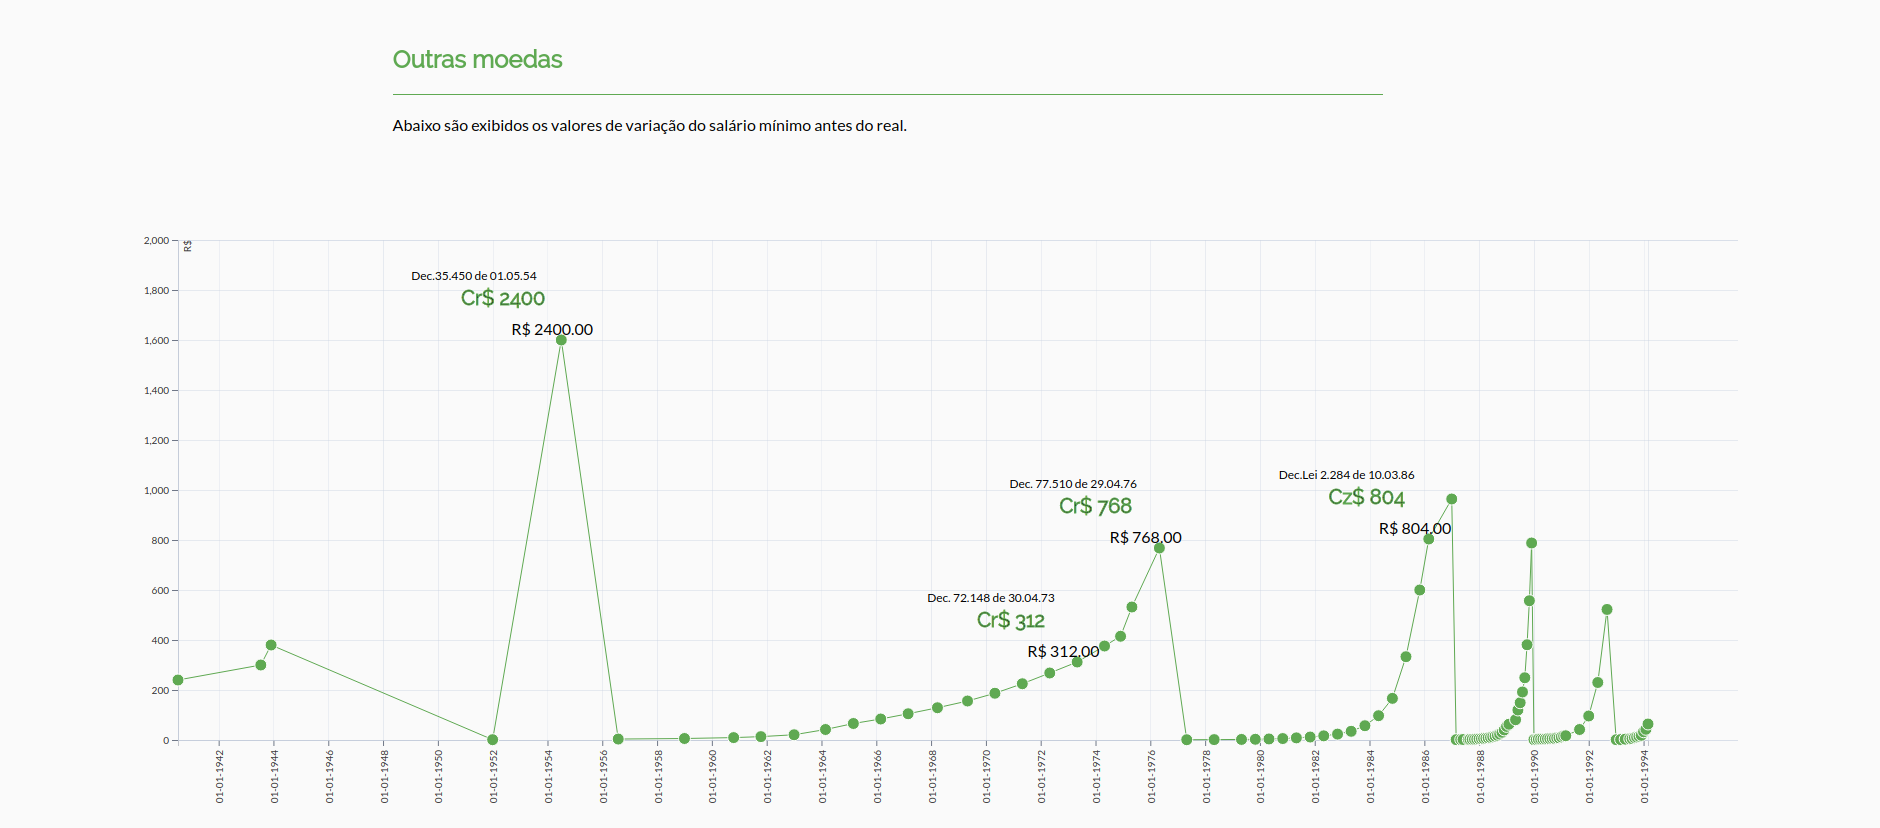 Outras moedas
Abaixo são exibidos os valores de variação do salário mínimo antes do real.
2,000
R$
1,800
1,600
1,400
1,200
1,000
800
600
400
200
0
Dec.35.450 de 01.05.54
Cr$ 2400
R$ 2400.00
Dec. 72.148 de 30.04.73
Cr$ 312
R$ 312.00
Dec. 77.510 de 29.04.76
Cr$ 768
R$ 768.00
Dec.Lei 2.284 de 10.03.86
Cz$ 804
R$ 804.00
01-01-1942
01-01-1944
01-01-1946
01-01-1948
01-01-1950
01-01-1952
01-01-1954
01-01-1956
01-01-1958
01-01-1960
01-01-1962
01-01-1964
01-01-1966
01-01-1968
01-01-1970
01-01-1972
01-01-1974
01-01-1976
01-01-1978
01-01-1980
01-01-1982
01-01-1984
01-01-1986
01-01-1988
01-01-1990
01-01-1992
01-01-1994